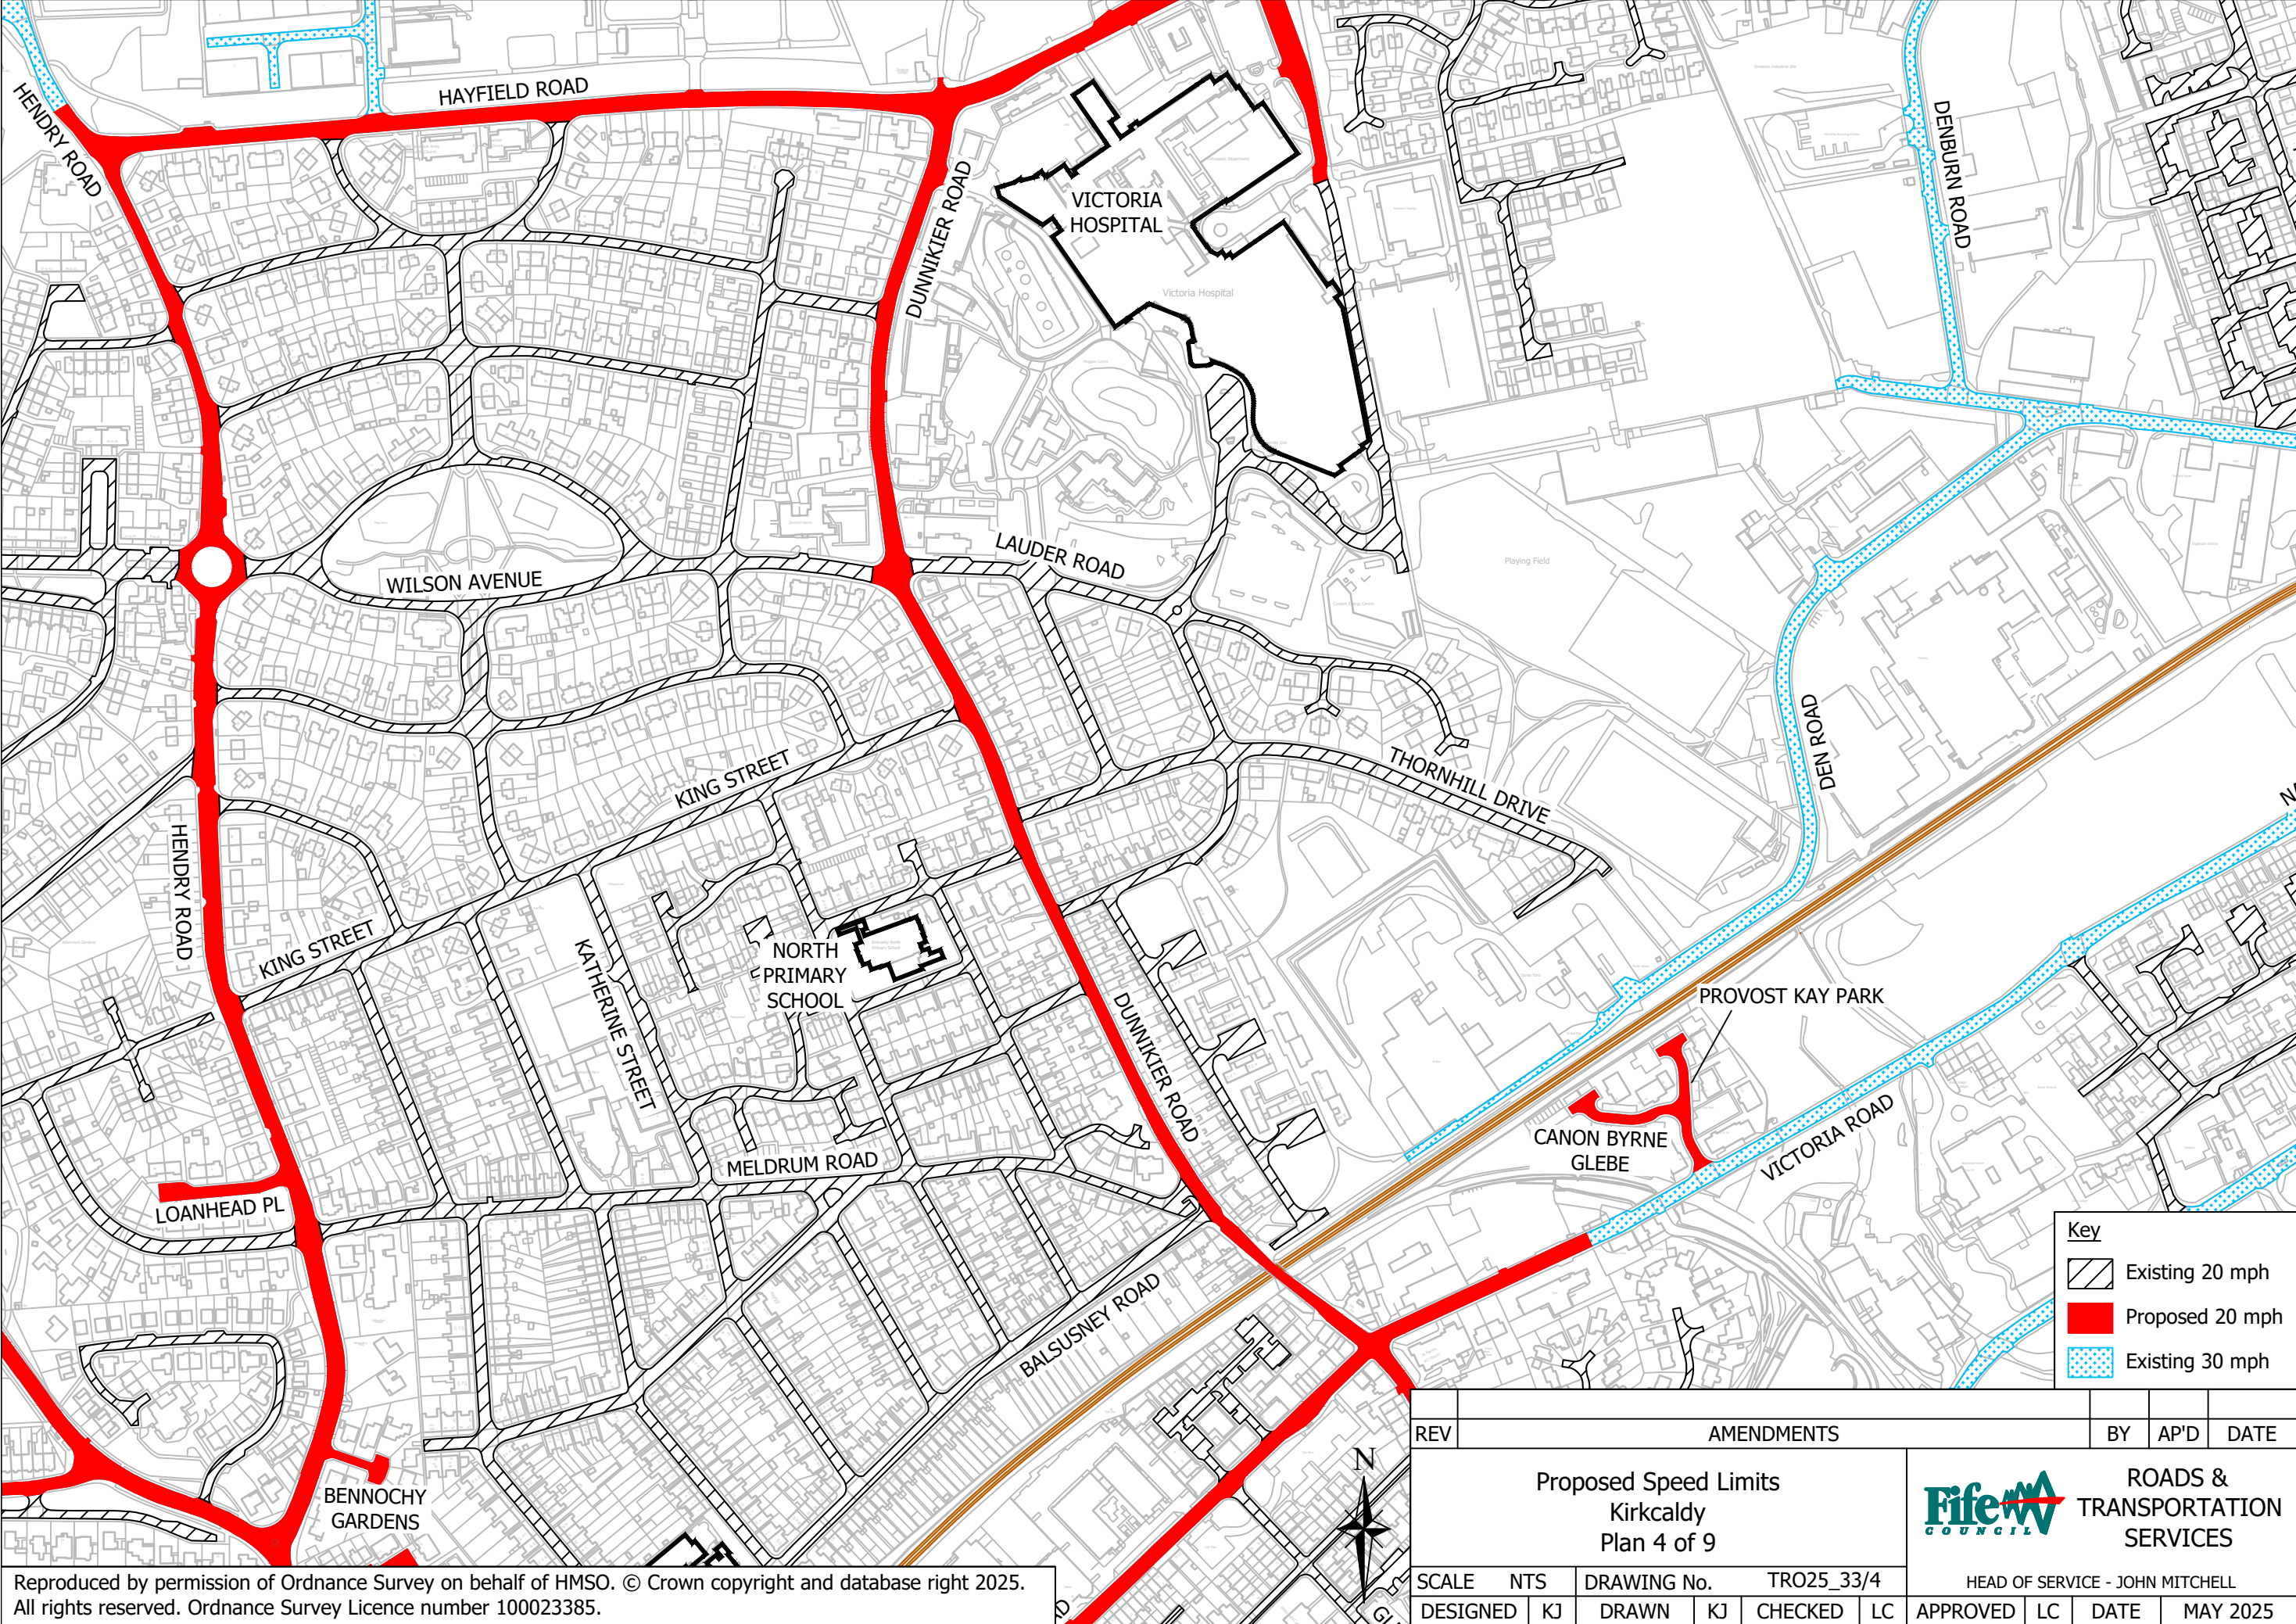 HENDRY ROAD
HAYFIELD ROAD
DUNNIKIER ROAD
VICTORIA
HOSPITAL
Victoria Hospital
DENBURN ROAD
LAUDER ROAD
Playing Field
WILSON AVENUE
KING STREET
THORNHILL DRIVE
DEN ROAD
HENDRY ROAD
KING STREET
KATHERINE STREET
NORTH
PRIMARY
SCHOOL
DUNNIKIER ROAD
PROVOST KAY PARK
CANON BYRNE
GLEBE
VICTORIA ROAD
MELDRUM ROAD
LOANHEAD PL
BALSUSNEY ROAD
BENNOCHY
GARDENS
Key
Existing 20 mph
Proposed 20 mph
Existing 30 mph
REV AMENDMENTS BY AP'D DATE
N
Proposed Speed Limits
Kirkcaldy
Plan 4 of 9
Fife
COUNCIL
ROADS &
TRANSPORTATION
SERVICES
HEAD OF SERVICE - JOHN MITCHELL
SCALE NTS DRAWING No. TRO25_33/4
DESIGNED KJ DRAWN KJ CHECKED LC APPROVED LC DATE MAY 2025
Reproduced by permission of Ordnance Survey on behalf of HMSO. © Crown copyright and database right 2025.
All rights reserved. Ordnance Survey Licence number 100023385.